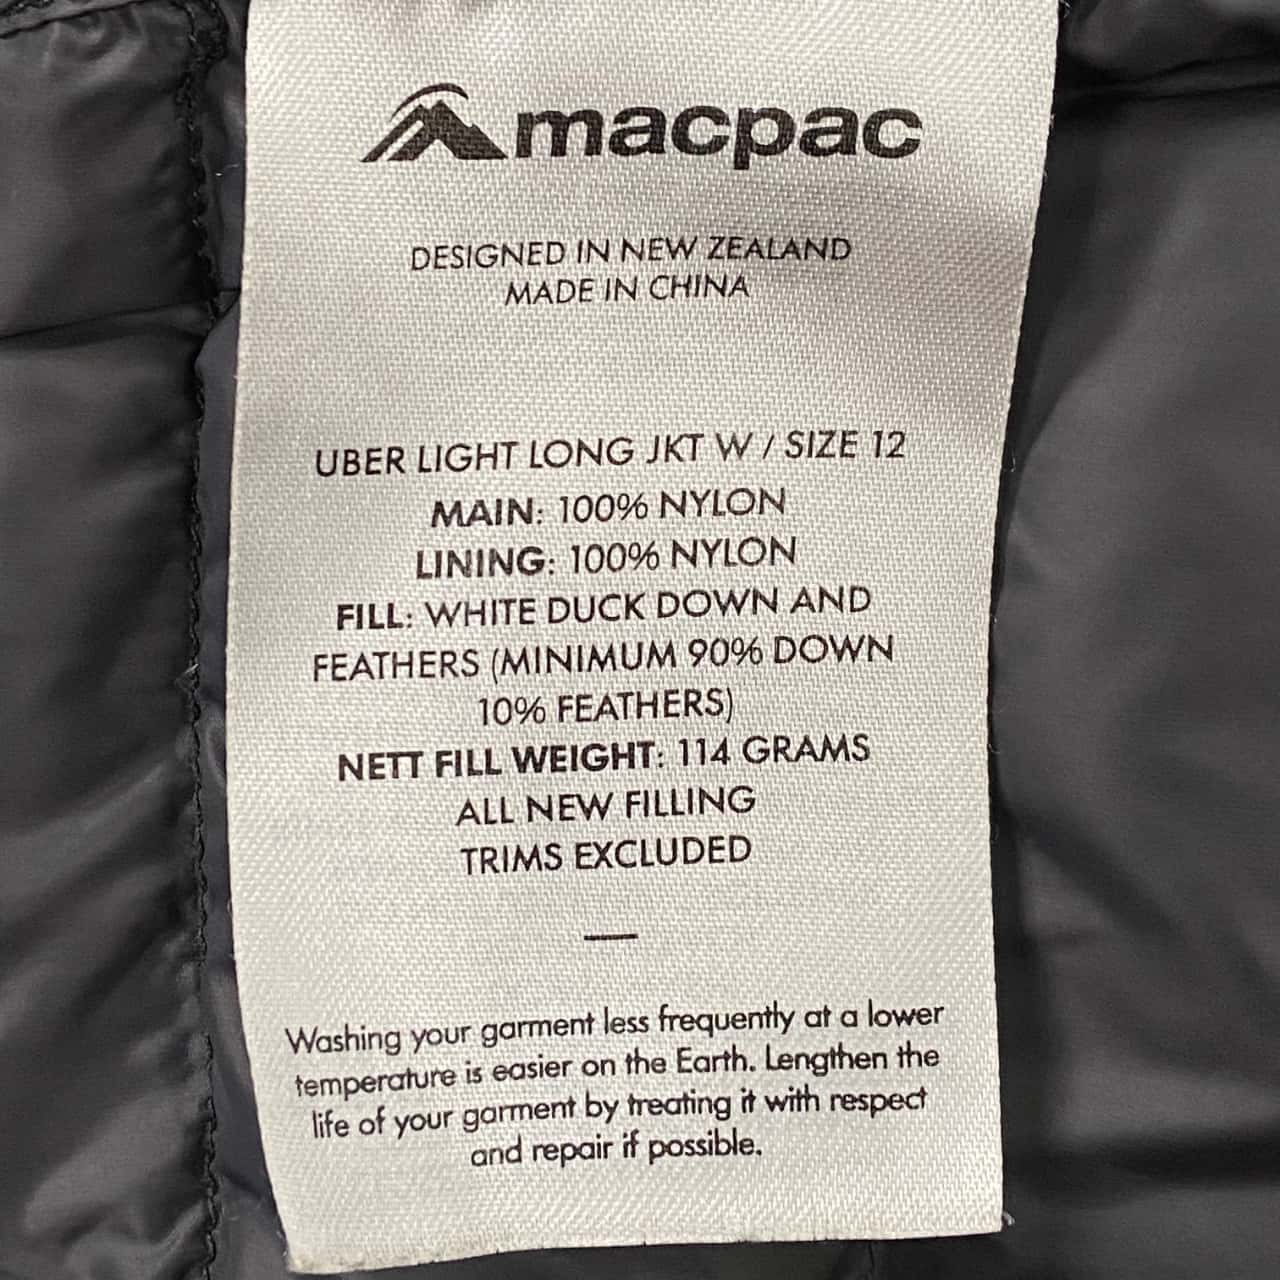 macpac
DESIGNED IN NEW ZEALAND
MADE IN CHINA
UBER LIGHT LONG JKT W / SIZE 12
MAIN: 100% NYLON
LINING: 100% NYLON
FILL: WHITE DUCK DOWN AND
FEATHERS (MINIMUM 90% DOWN
10% FEATHERS)
NETT FILL WEIGHT: 114 GRAMS
ALL NEW FILLING
TRIMS EXCLUDED
—
Washing your garment less frequently at a lower
temperature is easier on the Earth. Lengthen the
life of your garment by treating it with respect
and repair if possible.